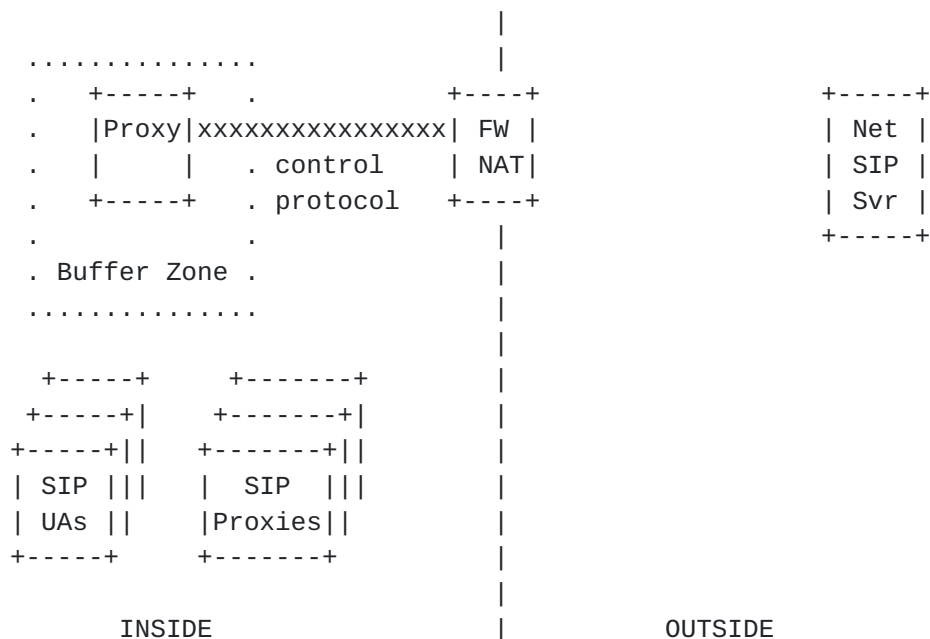 |
 ...............                    |
 .   +-----+   .              +----+                     +-----+
 .   |Proxy|xxxxxxxxxxxxxxxx| FW |                     | Net |
 .   |     |   . control    | NAT|                     | SIP |
 .   +-----+   . protocol   +----+                     | Svr |
 .             .                |                      +-----+
 . Buffer Zone .                |
 ...............                |
                                |
  +-----+     +-------+         |
 +-----+|    +-------+|         |
+-----+||   +-------+||         |
| SIP |||   |  SIP  |||         |
| UAs ||    |Proxies||          |
+-----+     +-------+           |
                                |
       INSIDE                   |          OUTSIDE